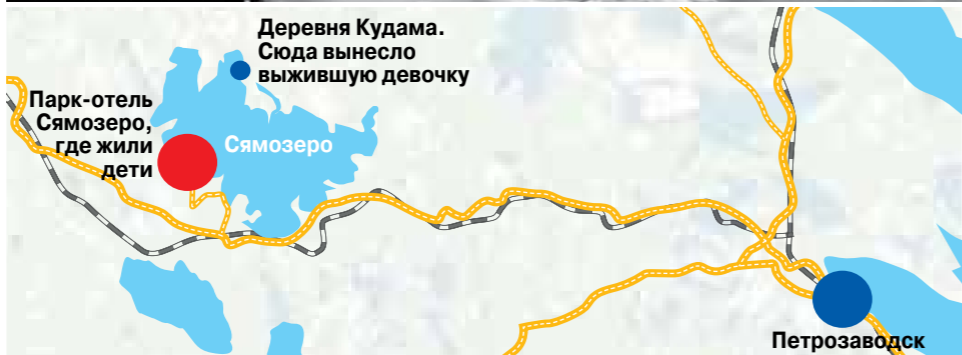 Деревня Кудама.
Сюда вынесло
выжившую девочку
Парк-отель
Сямозеро,
где жили
дети
Сямозеро
Петрозаводск